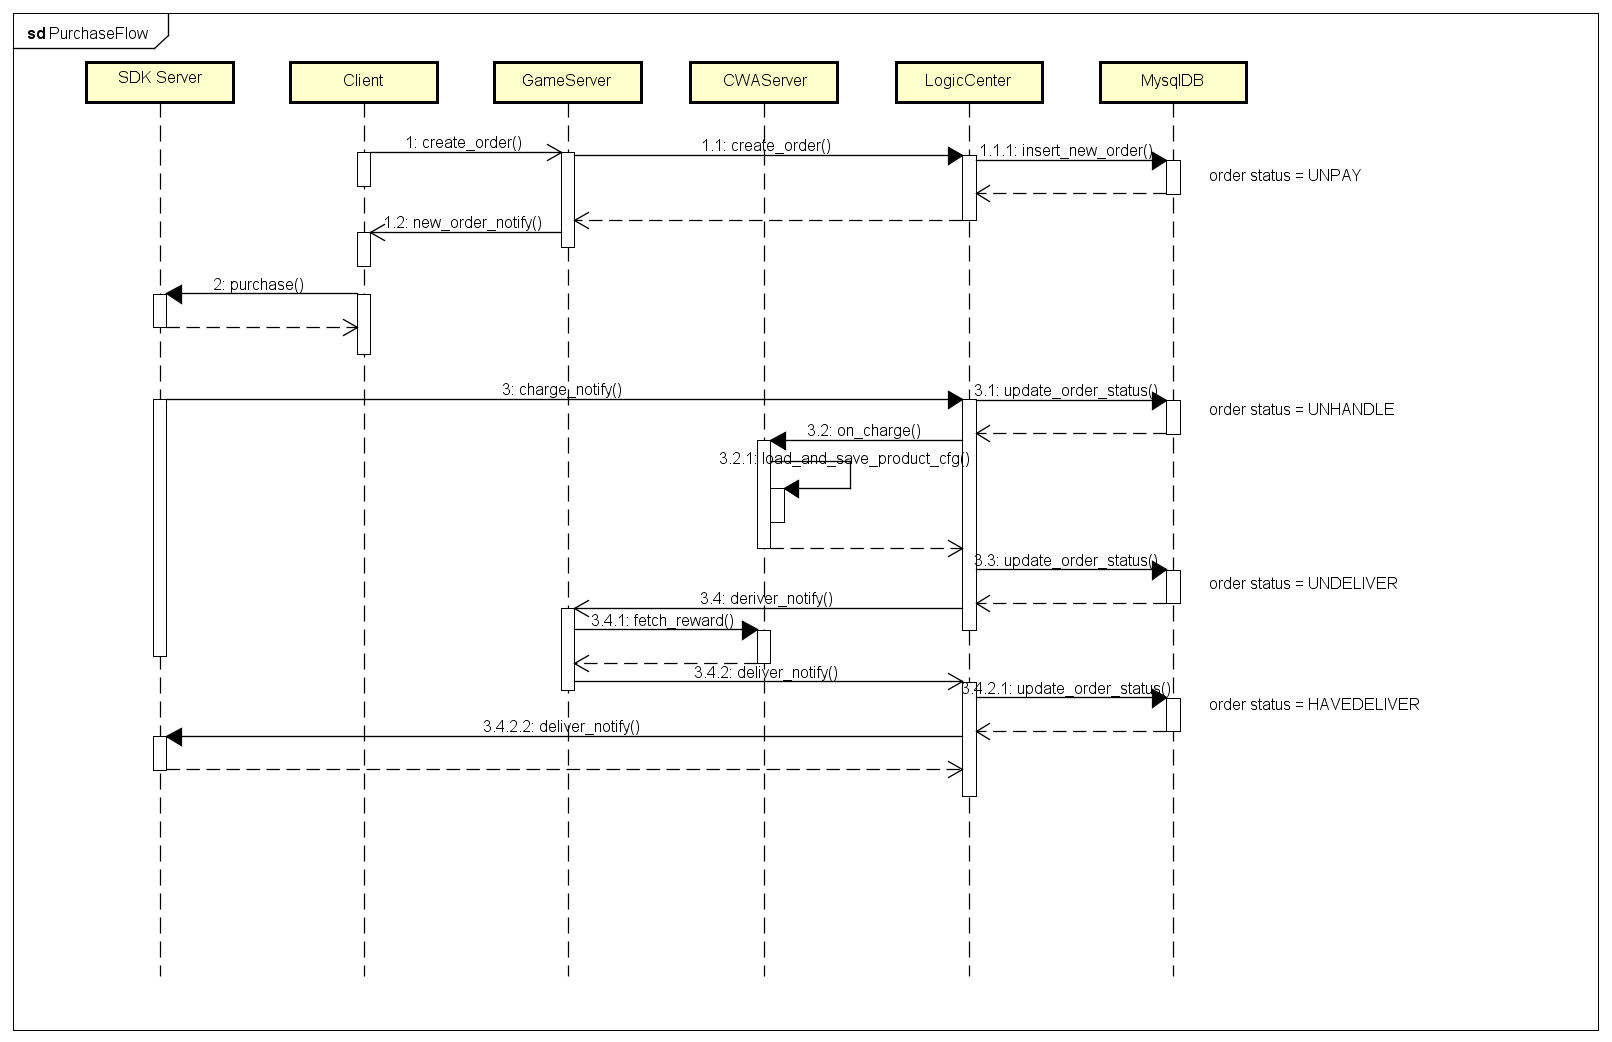 sd PurchaseFlow
SDK Server
Client
GameServer
CWAServer
LogicCenter
MysqlDB
1: create_order()
1.1: create_order()
1.1.1: insert_new_order()
order status = UNPAY
1.2: new_order_notify()
2: purchase()
3: charge_notify()
3.1: update_order_status()
order status = UNHANDLE
3.2: on_charge()
3.2.1: load_and_save_product_cfg()
3.3: update_order_status()
order status = UNDELIVER
3.4: deriver_notify()
3.4.1: fetch_reward()
3.4.2: deliver_notify()
3.4.2.1: update_order_status()
order status = HAVEDELIVER
3.4.2.2: deliver_notify()